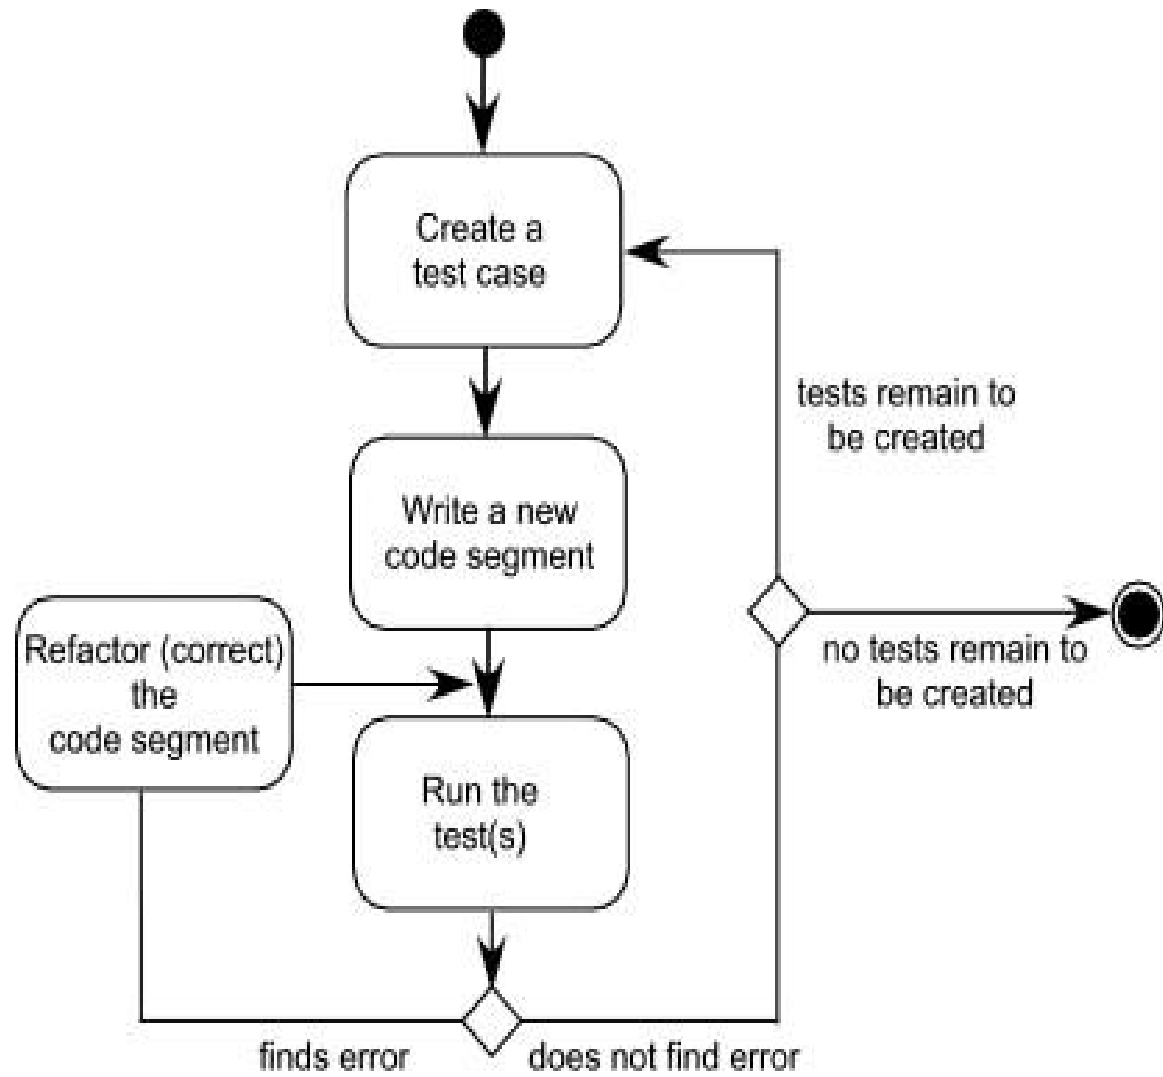 Create a
test case
tests remain to
be created
Write a new
code segment
Refactor (correct)
the
code segment
no tests remain to
be created
Run the
test(s)
finds error
does not find error